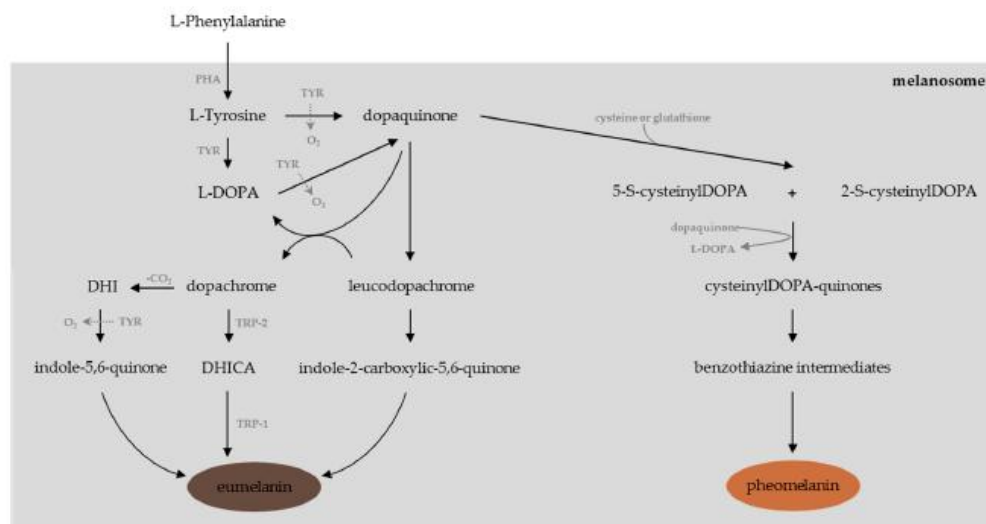 L-Phenylalanine
PHA
melanosome
L-Tyrosine
TYR
O₂
dopaquinone
cysteine or glutathione
TYR
L-DOPA
TYR
O₂
5-S-cysteinylDOPA + 2-S-cysteinylDOPA
dopaquinone
L-DOPA
DHI
-CO₂
dopachrome
leucodopachrome
cysteinylDOPA-quinones
O₂
TYR
TRP-2
indole-5,6-quinone
DHICA
indole-2-carboxylic-5,6-quinone
benzothiazine intermediates
TRP-1
eumelanin
pheomelanin